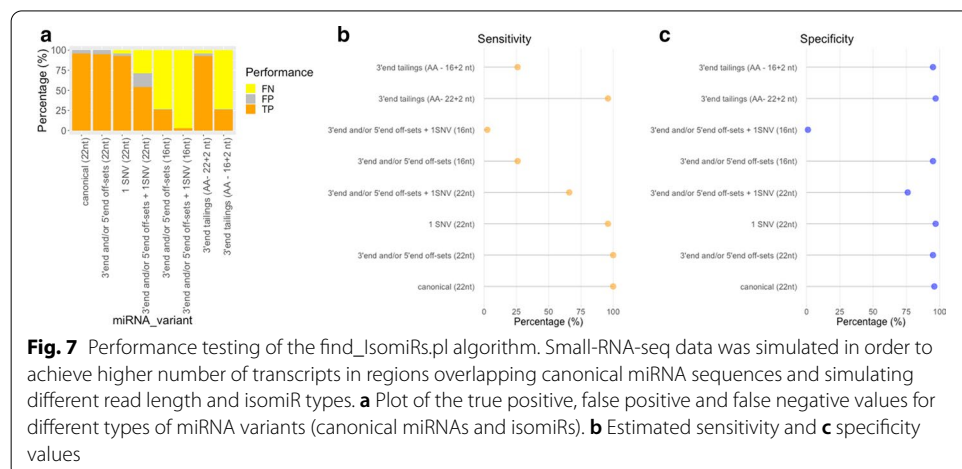 a
Percentage (%)
100
75
50
25
0
Performance
FN
FP
TP
canonical (22nt)
3'end and/or 5'end off-sets (22nt)
1 SNV (22nt)
3'end and/or 5'end off-sets + 1SNV (22nt)
3'end and/or 5'end off-sets (16nt)
3'end and/or 5'end off-sets + 1SNV (16nt)
3'end tailings (AA- 22+2 nt)
3'end tailings (AA - 16+2 nt)
miRNA_variant
b
Sensitivity
3'end tailings (AA - 16+2 nt)
3'end tailings (AA- 22+2 nt)
3'end and/or 5'end off-sets + 1SNV (16nt)
3'end and/or 5'end off-sets (16nt)
3'end and/or 5'end off-sets + 1SNV (22nt)
1 SNV (22nt)
3'end and/or 5'end off-sets (22nt)
canonical (22nt)
0 25 50 75 100
Percentage (%)
c
Specificity
3'end tailings (AA - 16+2 nt)
3'end tailings (AA- 22+2 nt)
3'end and/or 5'end off-sets + 1SNV (16nt)
3'end and/or 5'end off-sets (16nt)
3'end and/or 5'end off-sets + 1SNV (22nt)
1 SNV (22nt)
3'end and/or 5'end off-sets (22nt)
canonical (22nt)
0 25 50 75 100
Percentage (%)
Fig. 7 Performance testing of the find_IsomiRs.pl algorithm. Small-RNA-seq data was simulated in order to
achieve higher number of transcripts in regions overlapping canonical miRNA sequences and simulating
different read length and isomiR types. a Plot of the true positive, false positive and false negative values for
different types of miRNA variants (canonical miRNAs and isomiRs). b Estimated sensitivity and c specificity
values